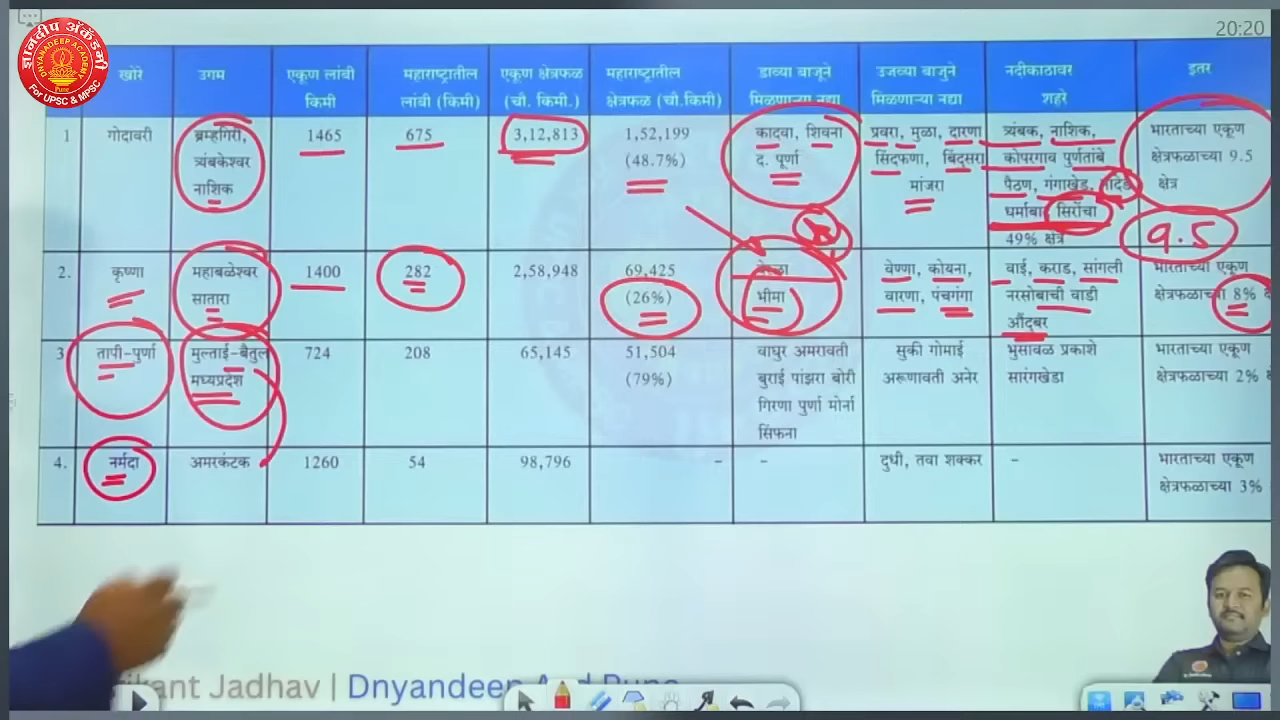 20:20
ज्ञानदीप अ‍ॅकॅडमी
DNYANADEEP ACADEMY
Pune
For UPSC & MPSC
खोरे
उगम
एकूण लांबी
किमी
महाराष्ट्रातील
लांबी (किमी)
एकूण क्षेत्रफळ
(चौ. किमी.)
महाराष्ट्रातील
क्षेत्रफळ (चौ.किमी)
डाव्या बाजूने
मिळणाऱ्या नद्या
उजव्या बाजूने
मिळणाऱ्या नद्या
नदीकाठावर
शहरे
इतर
1
गोदावरी
ब्रम्हगिरी,
त्र्यंबकेश्वर
नाशिक
1465
675
3,12,813
1,52,199
(48.7%)
कादवा, शिवना
द. पूर्णा
प्रवरा, मुळा, दारणा
सिंदफणा, बिंदुसरा
मांजरा
त्र्यंबक, नाशिक,
कोपरगाव पुर्णतांबे
पैठण, गंगाखेड,
धर्माबा सिरोंचा
49% क्षेत्र
भारताच्या एकूण
क्षेत्रफळाच्या 9.5
क्षेत्र
9.5
2.
कृष्णा
महाबळेश्वर
सातारा
1400
282
2,58,948
69,425
(26%)
भीमा
वेण्णा, कोयना,
वारणा, पंचगंगा
वाई, कराड, सांगली
नरसोबाची वाडी
औंदुबर
भारताच्या एकूण
क्षेत्रफळाच्या 8%
3
तापी-पुर्णा
मुल्ताई-बैतुल
मध्यप्रदेश
724
208
65,145
51,504
(79%)
वाघुर अमरावती
बुराई पांझरा बोरी
गिरणा पुर्णा मोर्ना
सिंफना
सुकी गोमाई
अरूणावती अनेर
भुसावळ प्रकाशे
सारंगखेडा
भारताच्या एकूण
क्षेत्रफळाच्या 2%
4.
नर्मदा
अमरकंटक
1260
54
98,796
-
-
दुधी, तवा शक्कर
-
भारताच्या एकूण
क्षेत्रफळाच्या 3%
kant Jadhav | Dnyandeep Pune